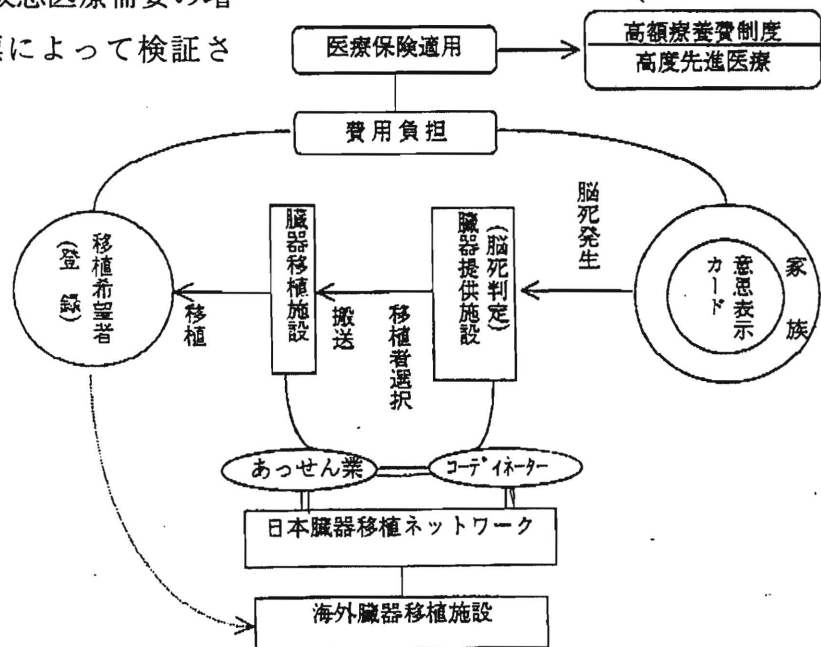 急医療需要の増
によって検証さ
医療保険適用
高額療養費制度
高度先進医療
費用負担
脳死発生
家族
意思表示
カード
(脳死判定)
臓器提供施設
移植者選択
搬送
臓器移植施設
移植
移植希望者
(登録)
あっせん業
コーディネーター
日本臓器移植ネットワーク
海外臓器移植施設